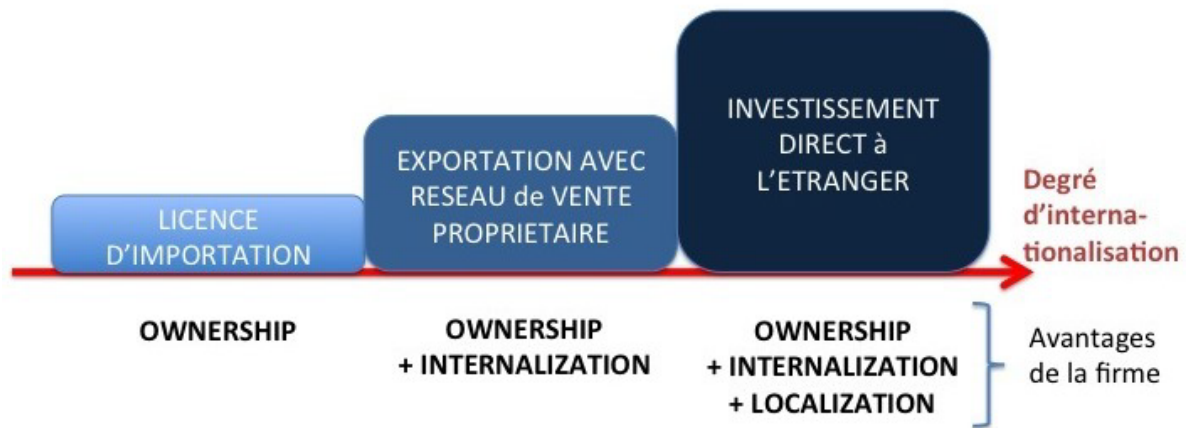 LICENCE
D'IMPORTATION
EXPORTATION AVEC
RESEAU de VENTE
PROPRIETAIRE
INVESTISSEMENT
DIRECT à
L'ETRANGER
Degré
d'interna-
tionalisation
OWNERSHIP
OWNERSHIP
+ INTERNALIZATION
OWNERSHIP
+ INTERNALIZATION
+ LOCALIZATION
Avantages
de la firme